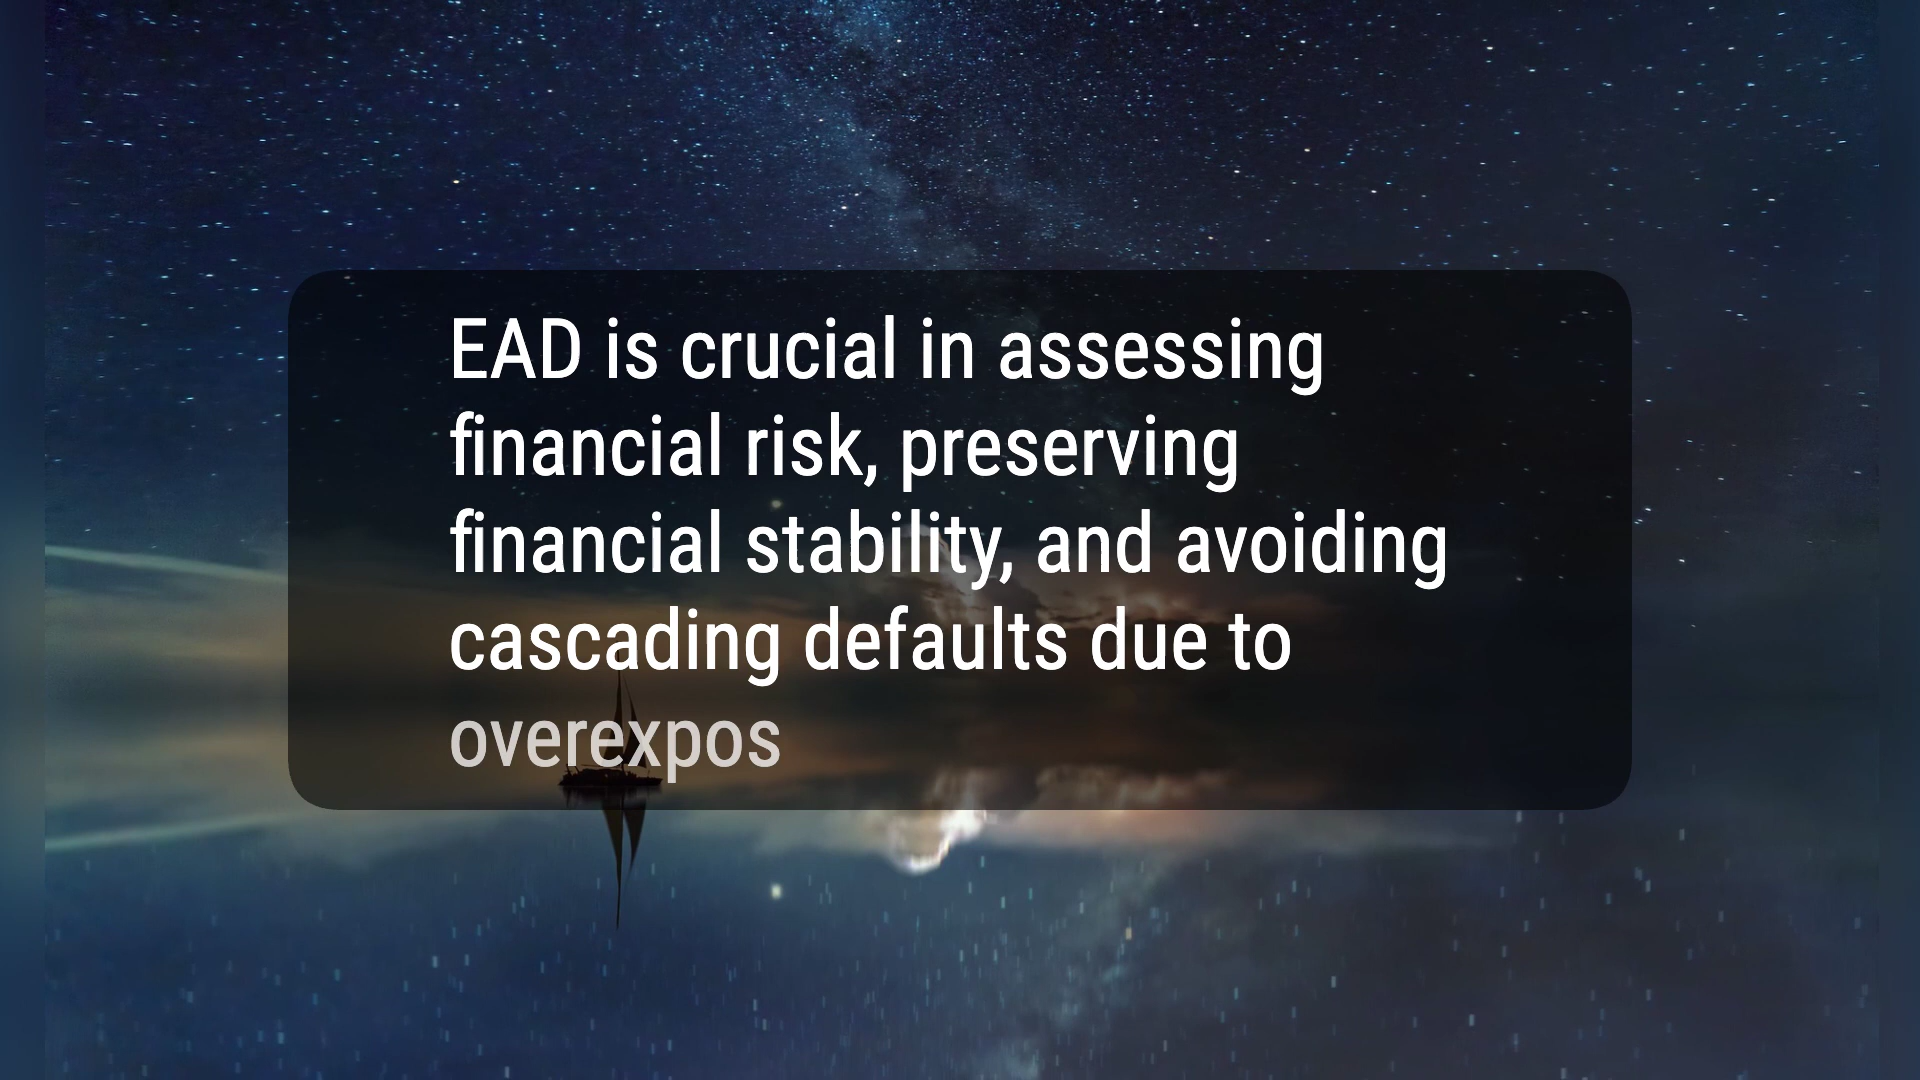 EAD is crucial in assessing
financial risk, preserving
financial stability, and avoiding
cascading defaults due to
overexpos